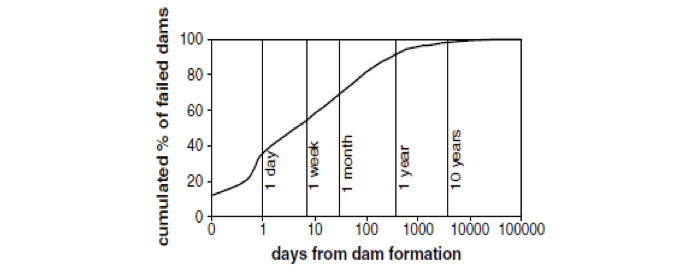 cumulated % of failed dams
100
80
60
40
20
0
1 day
1 week
1 month
1 year
10 years
0 1 10 100 1000 10000 100000
days from dam formation